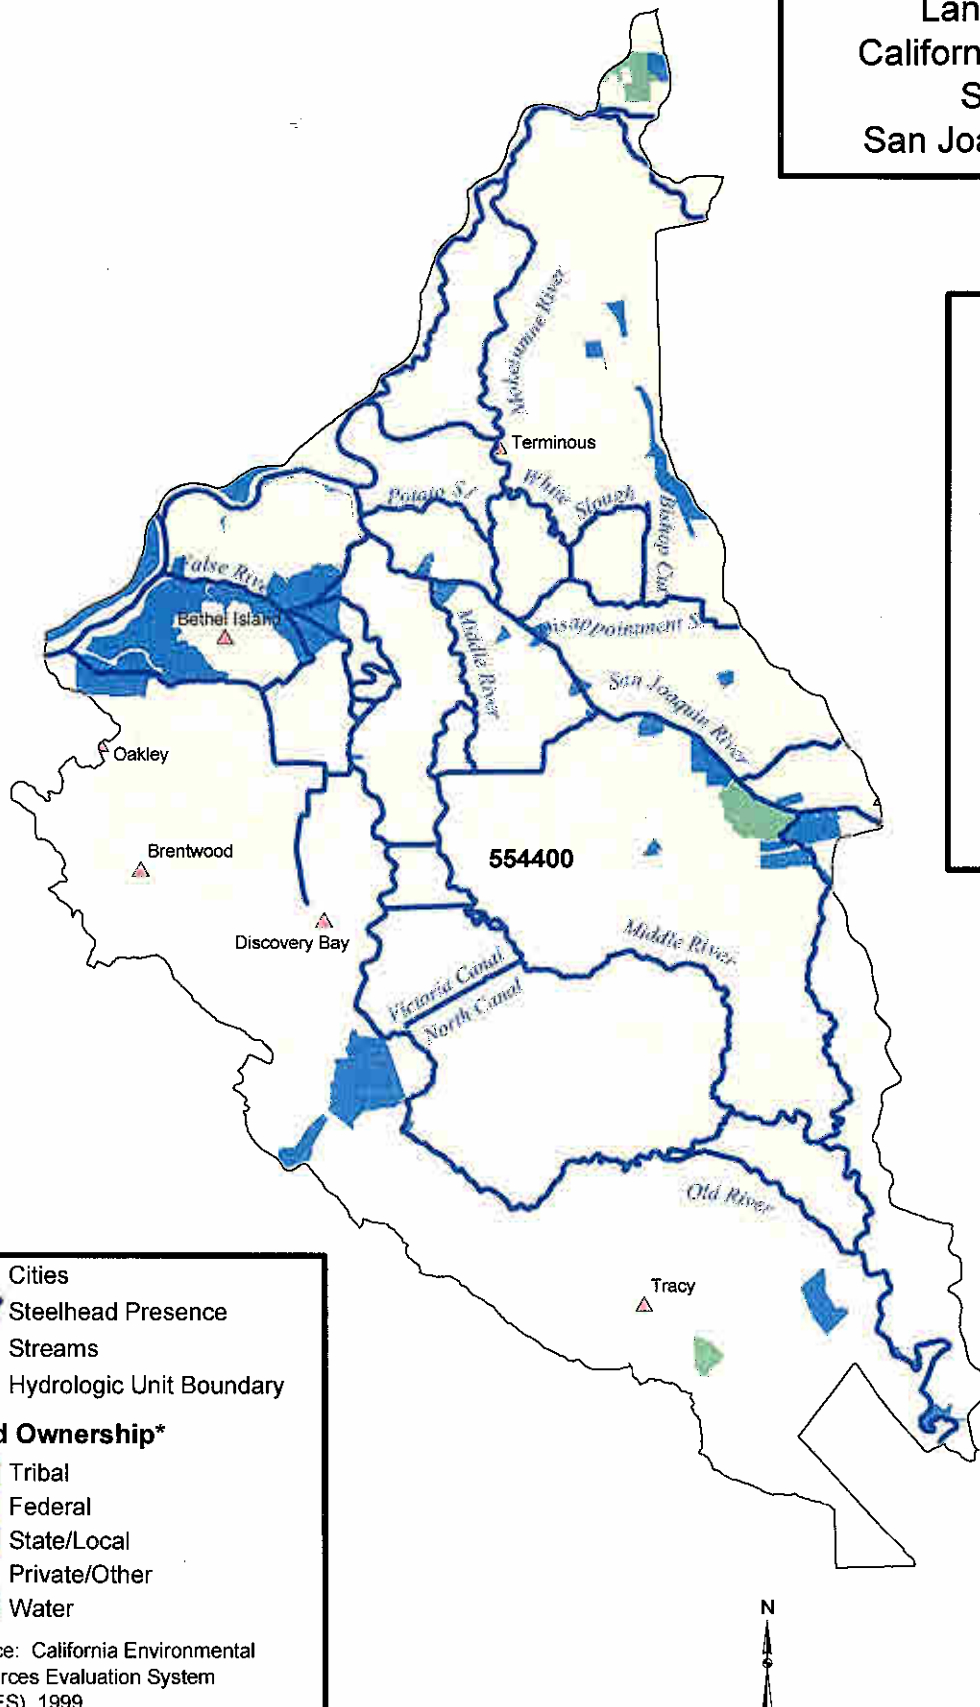 Lan
Californ
S
San Joa
Mokelumne River
Terminous
White Slough
Potato Sl
Bishop Cut
False River
Bethel Island
Disappointment S
Middle River
San Joaquin River
Oakley
Brentwood
554400
Discovery Bay
Middle River
Victoria Canal
North Canal
Old River
Tracy
Cities
Steelhead Presence
Streams
Hydrologic Unit Boundary
d Ownership*
Tribal
Federal
State/Local
Private/Other
Water
ce: California Environmental
rces Evaluation System
ES) 1999
N